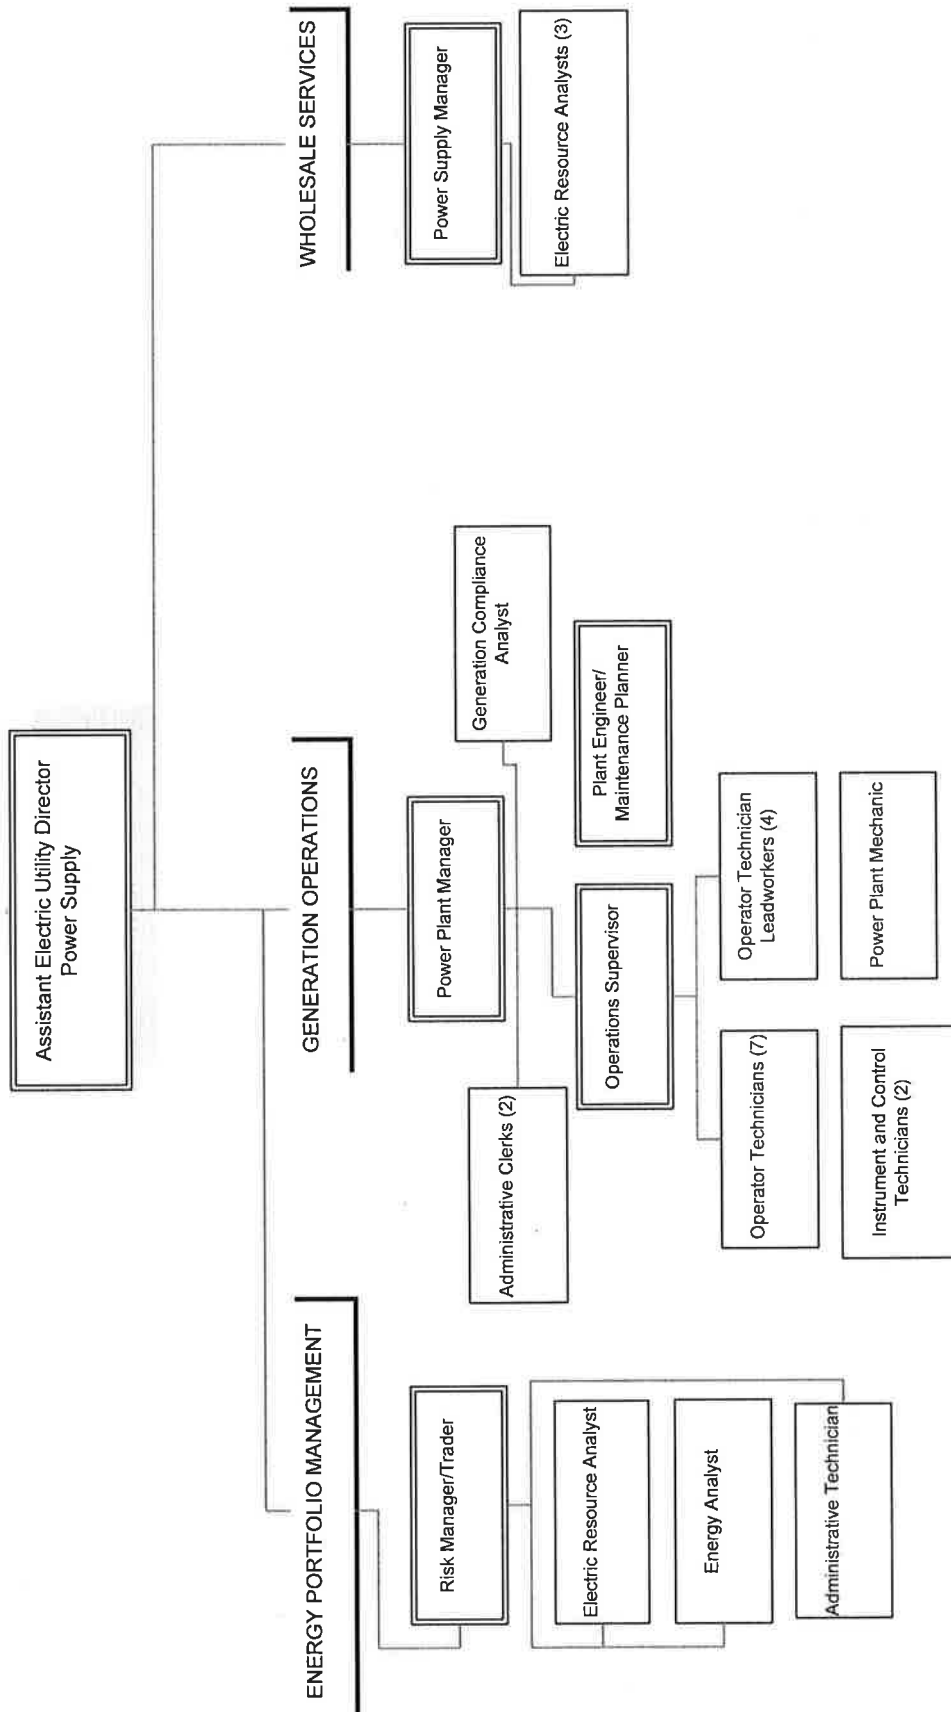 Assistant Electric Utility Director
Power Supply
ENERGY PORTFOLIO MANAGEMENT
GENERATION OPERATIONS
WHOLESALE SERVICES
Risk Manager/Trader
Electric Resource Analyst
Energy Analyst
Administrative Technician
Power Plant Manager
Administrative Clerks (2)
Generation Compliance
Analyst
Operations Supervisor
Plant Engineer/
Maintenance Planner
Operator Technicians (7)
Operator Technician
Leadworkers (4)
Instrument and Control
Technicians (2)
Power Plant Mechanic
Power Supply Manager
Electric Resource Analysts (3)